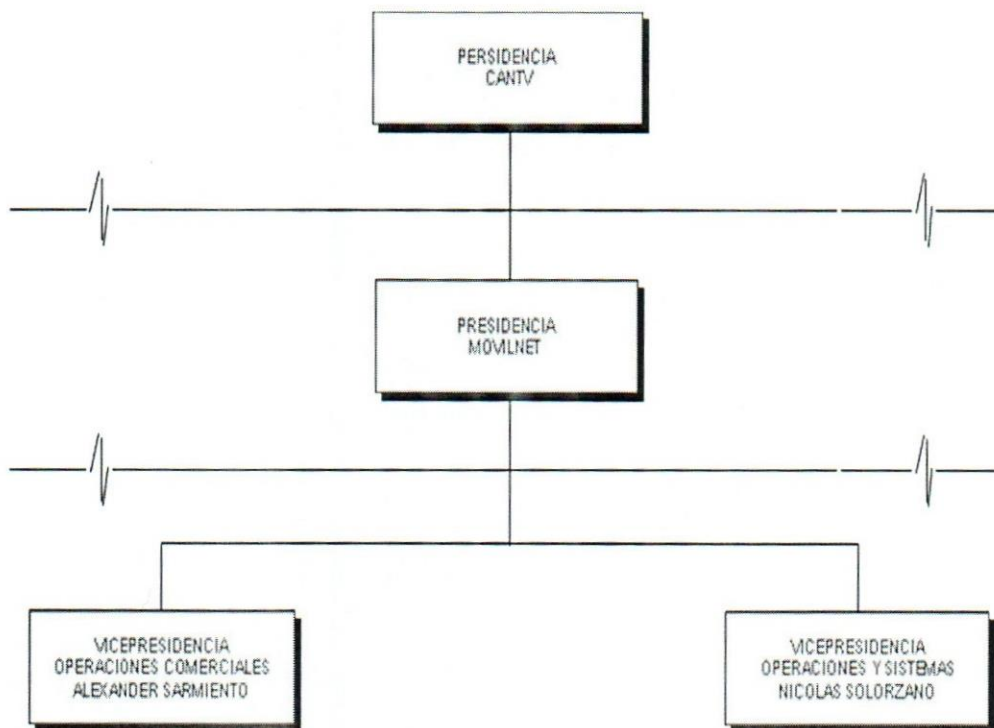 PERSIDENCIA
CANTV
PRESIDENCIA
MOVILNET
VICEPRESIDENCIA
OPERACIONES COMERCIALES
ALEXANDER SARMIENTO
VICEPRESIDENCIA
OPERACIONES Y SISTEMAS
NICOLAS SOLORZANO